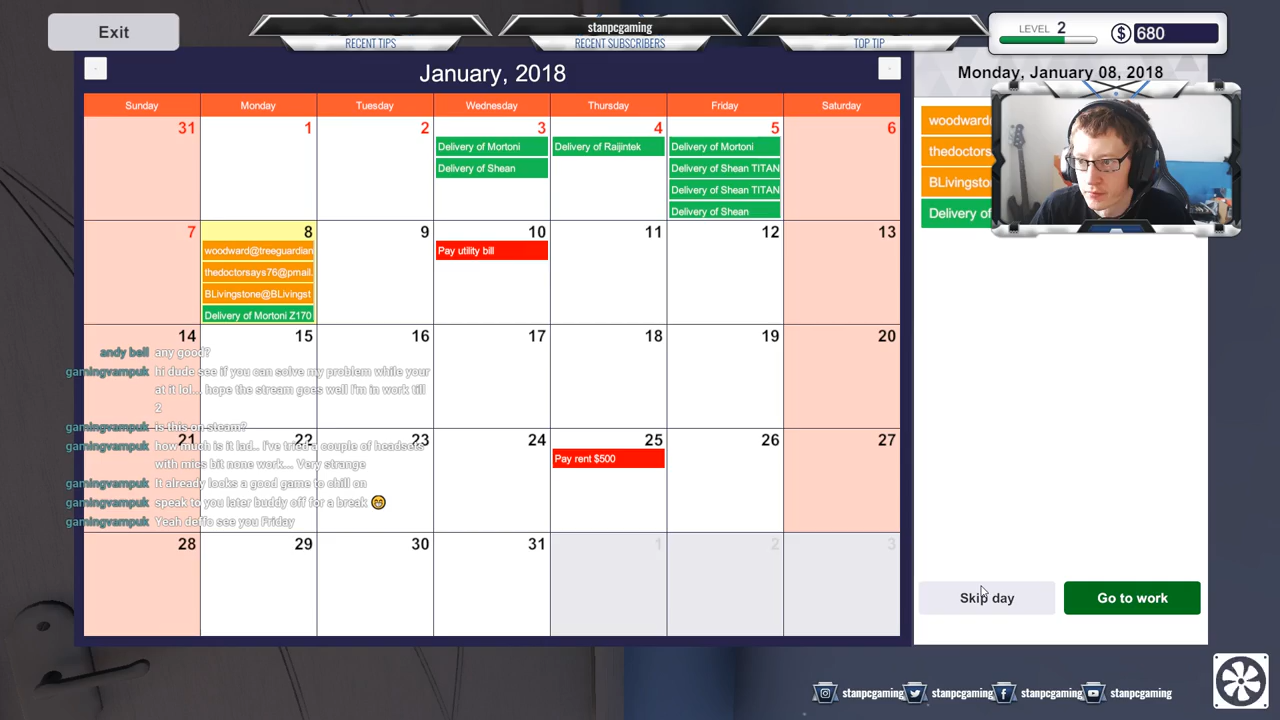 Exit
RECENT TIPS
stanpcgaming
RECENT SUBSCRIBERS
TOP TIP
LEVEL 2
$ 680
January, 2018
Monday, January 08, 2018
Sunday Monday Tuesday Wednesday Thursday Friday Saturday
31 1 2 3 4 5 6
Delivery of Mortoni
Delivery of Shean
Delivery of Raijintek
Delivery of Mortoni
Delivery of Shean TITAN
Delivery of Shean TITAN
Delivery of Shean
7 8 9 10 11 12 13
woodward@treeguardian
thedoctorsays76@pmail.
BLivingstone@BLivingst
Delivery of Mortoni Z170
Pay utility bill
14 15 16 17 18 19 20
21 22 23 24 25 26 27
Pay rent $500
28 29 30 31 1 2 3
andy bell any good?
gamingvampuk hi dude see if you can solve my problem while your
at it lol... hope the stream goes well I'm in work till
2
gamingvampuk is this on steam?
gamingvampuk how much is it lad.. I've tried a couple of headsets
with mics bit none work... Very strange
gamingvampuk It already looks a good game to chill on
gamingvampuk speak to you later buddy off for a break 😁
gamingvampuk Yeah deffo see you Friday
woodward
thedoctors
BLivingsto
Delivery of
Skip day
Go to work
stanpcgaming stanpcgaming stanpcgaming stanpcgaming